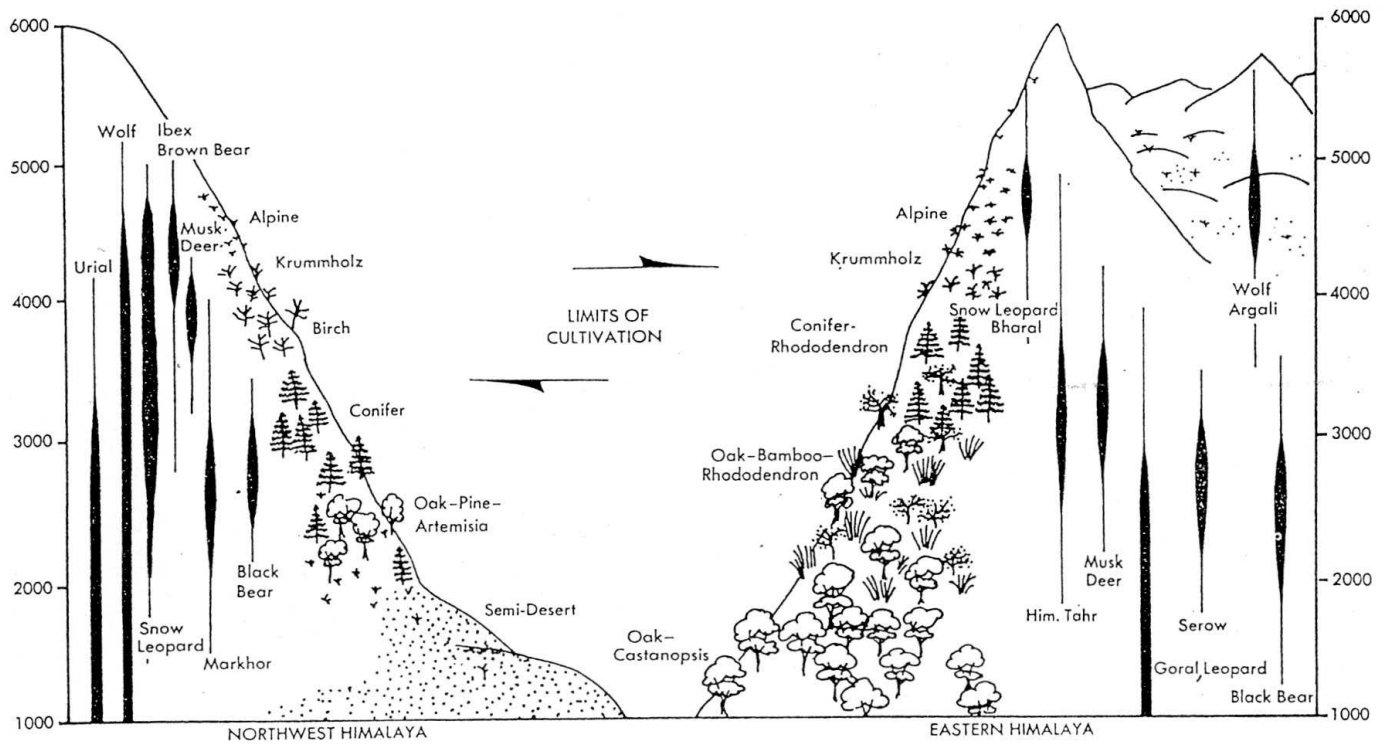 6000
5000
4000
3000
2000
1000
Wolf
Ibex
Brown Bear
Musk
Deer
Urial
Alpine
Krummholz
Birch
Conifer
Oak-Pine-
Artemisia
Black
Bear
Snow
Leopard
Markhor
Semi-Desert
NORTHWEST HIMALAYA
LIMITS OF
CULTIVATION
Alpine
Krummholz
Conifer-
Rhododendron
Oak-Bamboo-
Rhododendron
Oak-
Castanopsis
Snow Leopard
Bharal
Wolf
Argali
Musk
Deer
Him. Tahr
Serow
Goral Leopard
Black Bear
EASTERN HIMALAYA
6000
5000
4000
3000
2000
1000